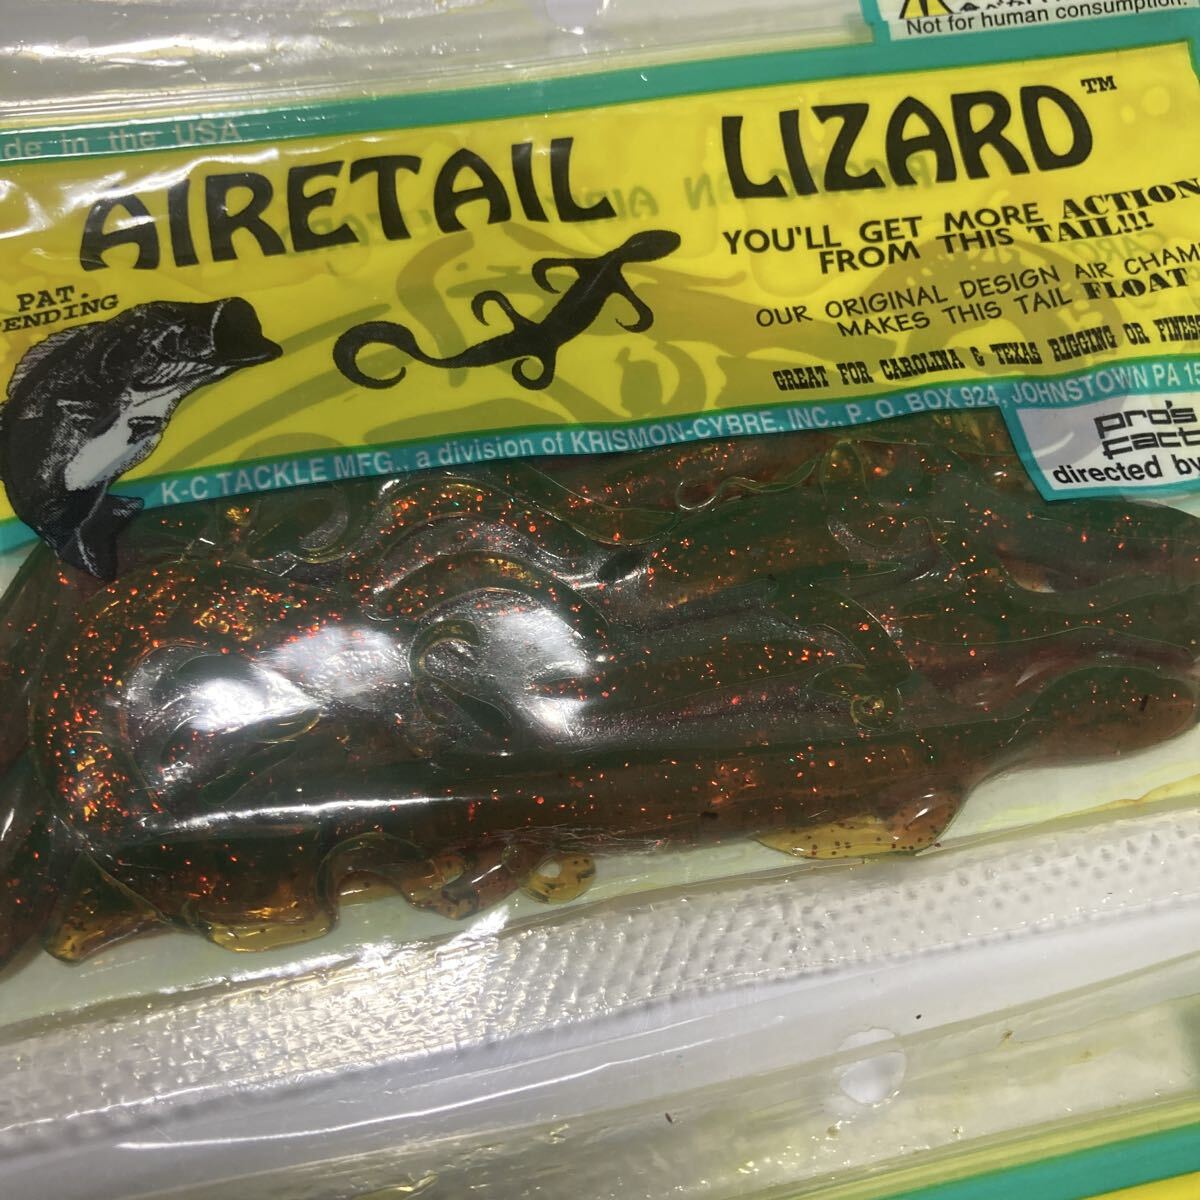 Not for human consumption.
de in the USA
AIRETAIL LIZARD™
YOU'LL GET MORE ACTION
FROM THIS TAIL!!!
PAT.
ENDING
OUR ORIGINAL DESIGN AIR CHAM
MAKES THIS TAIL FLOAT
GREAT FOR CAROLINA & TEXAS RIGGING OR FINES
K-C TACKLE MFG., a division of KRISMON-CYBRE, INC., P. O. BOX 924, JOHNSTOWN PA 15
pro's
Fact
directed by